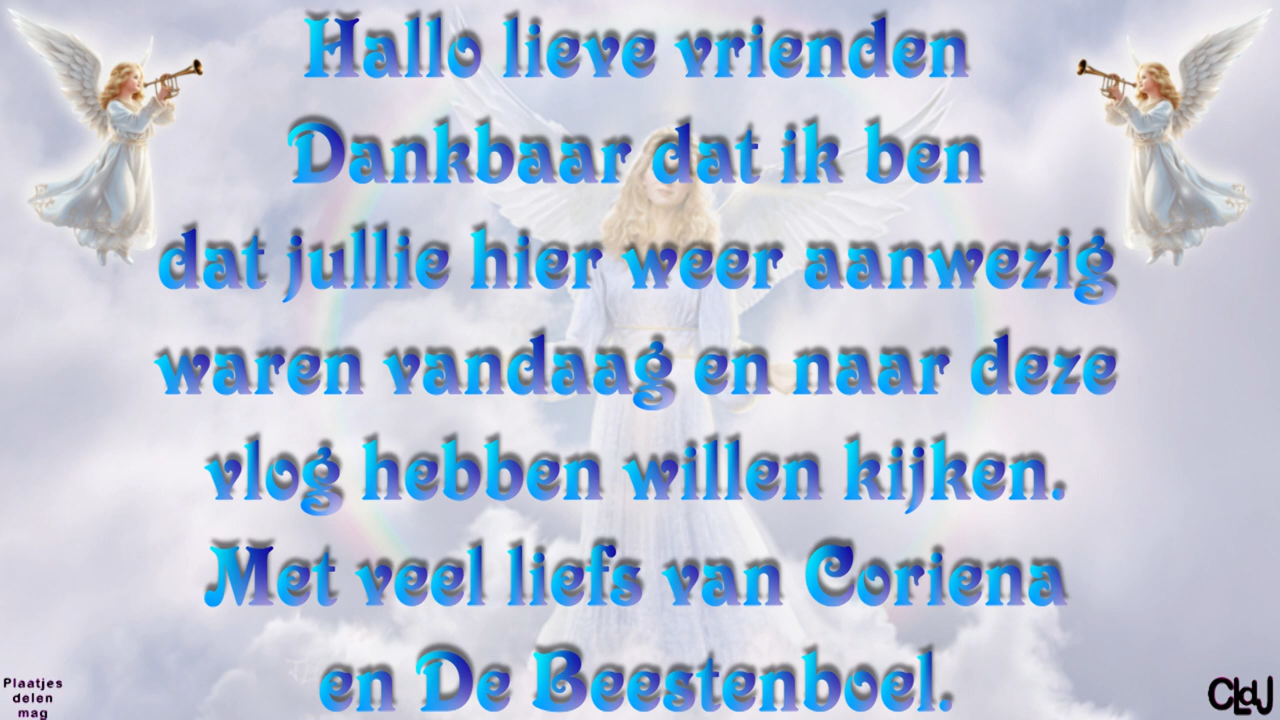 Hallo lieve vrienden
Dankbaar dat ik ben
dat jullie hier weer aanwezig
waren vandaag en naar deze
vlog hebben willen kijken.
Met veel liefs van Coriena
en De Beestenboel.
Plaatjes
delen
mag
CLdJ